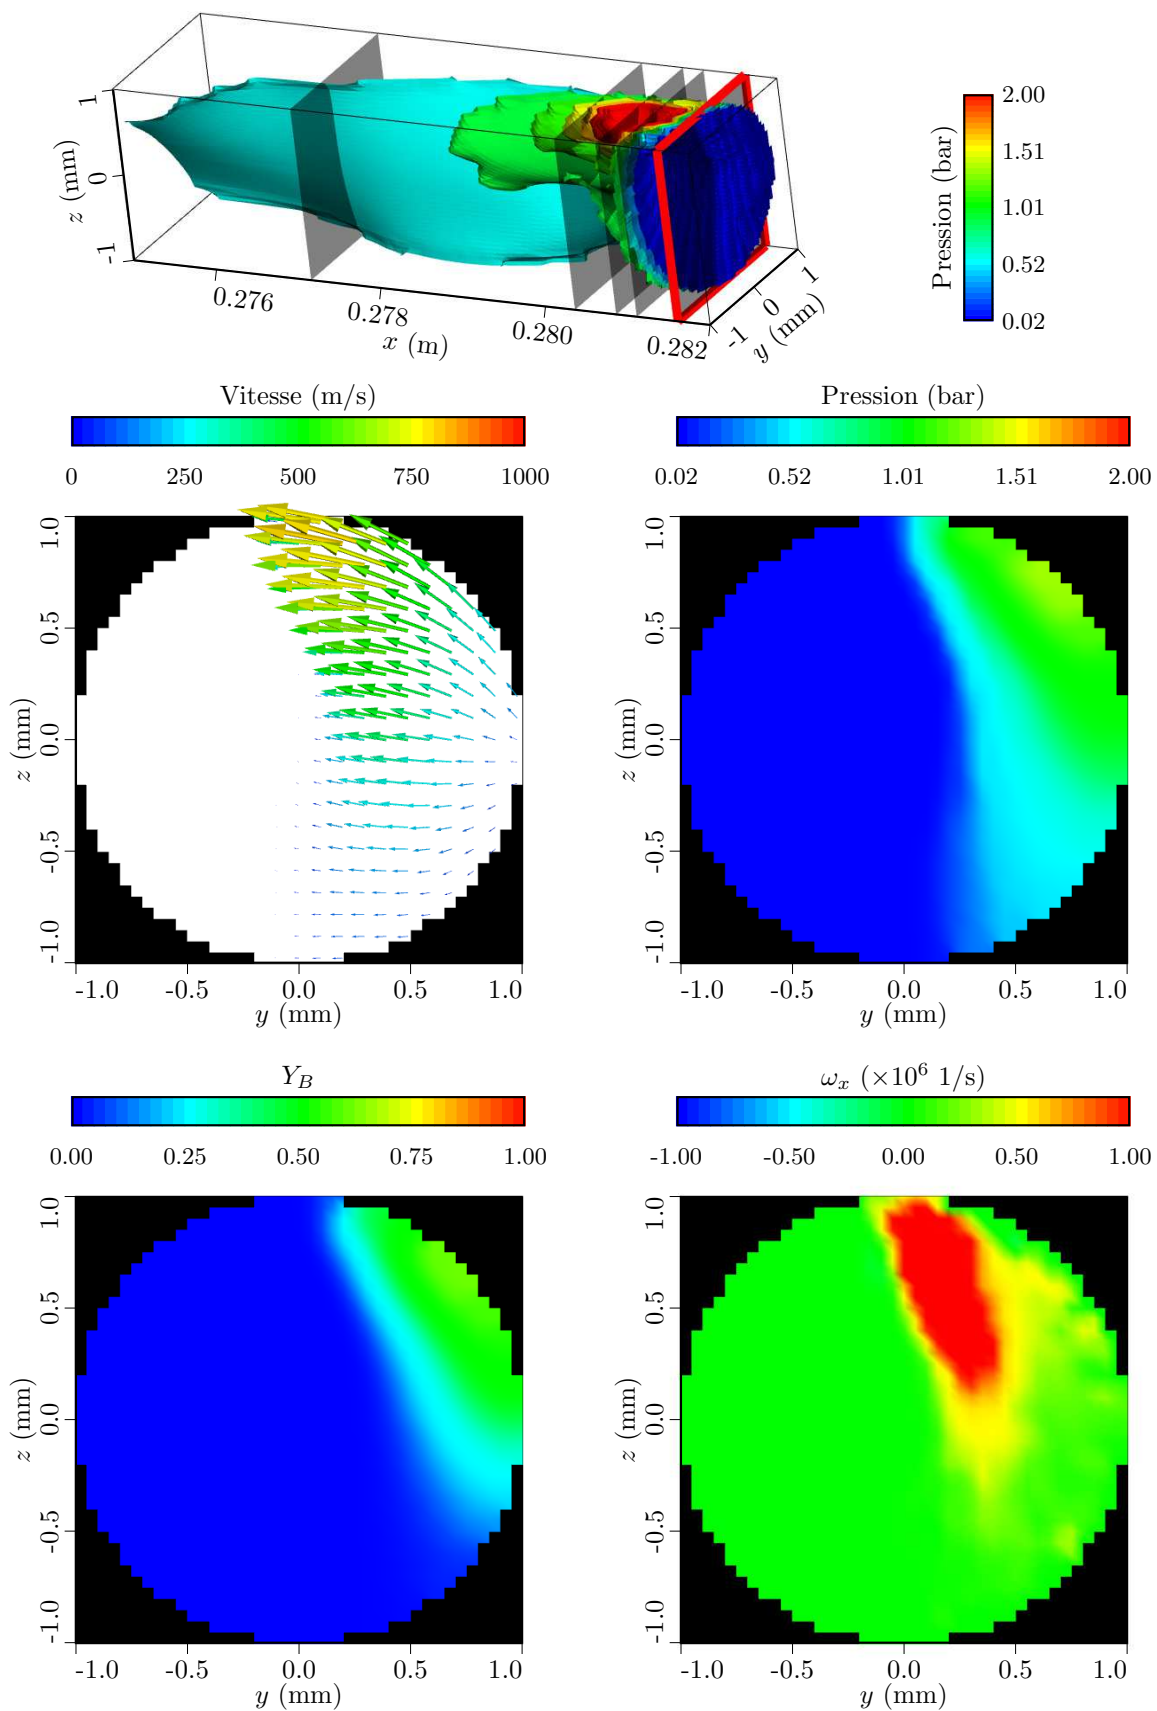 1
0
-1
z (mm)
0.276
0.278
0.280
0.282
x (m)
-1
0
1
y (mm)
Pression (bar)
2.00
1.51
1.01
0.52
0.02
Vitesse (m/s)
0 250 500 750 1000
Pression (bar)
0.02 0.52 1.01 1.51 2.00
1.0
0.5
0.0
-0.5
-1.0
z (mm)
-1.0 -0.5 0.0 0.5 1.0
y (mm)
1.0
0.5
0.0
-0.5
-1.0
z (mm)
-1.0 -0.5 0.0 0.5 1.0
y (mm)
Y_B
0.00 0.25 0.50 0.75 1.00
ω_x (×10⁶ 1/s)
-1.00 -0.50 0.00 0.50 1.00
1.0
0.5
0.0
-0.5
-1.0
z (mm)
-1.0 -0.5 0.0 0.5 1.0
y (mm)
1.0
0.5
0.0
-0.5
-1.0
z (mm)
-1.0 -0.5 0.0 0.5 1.0
y (mm)